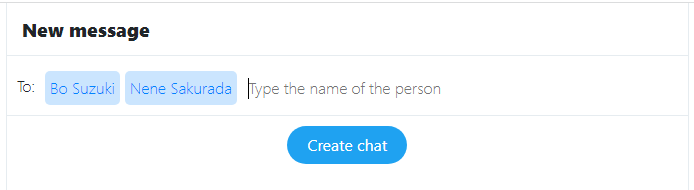 New message
To: Bo Suzuki Nene Sakurada Type the name of the person
Create chat